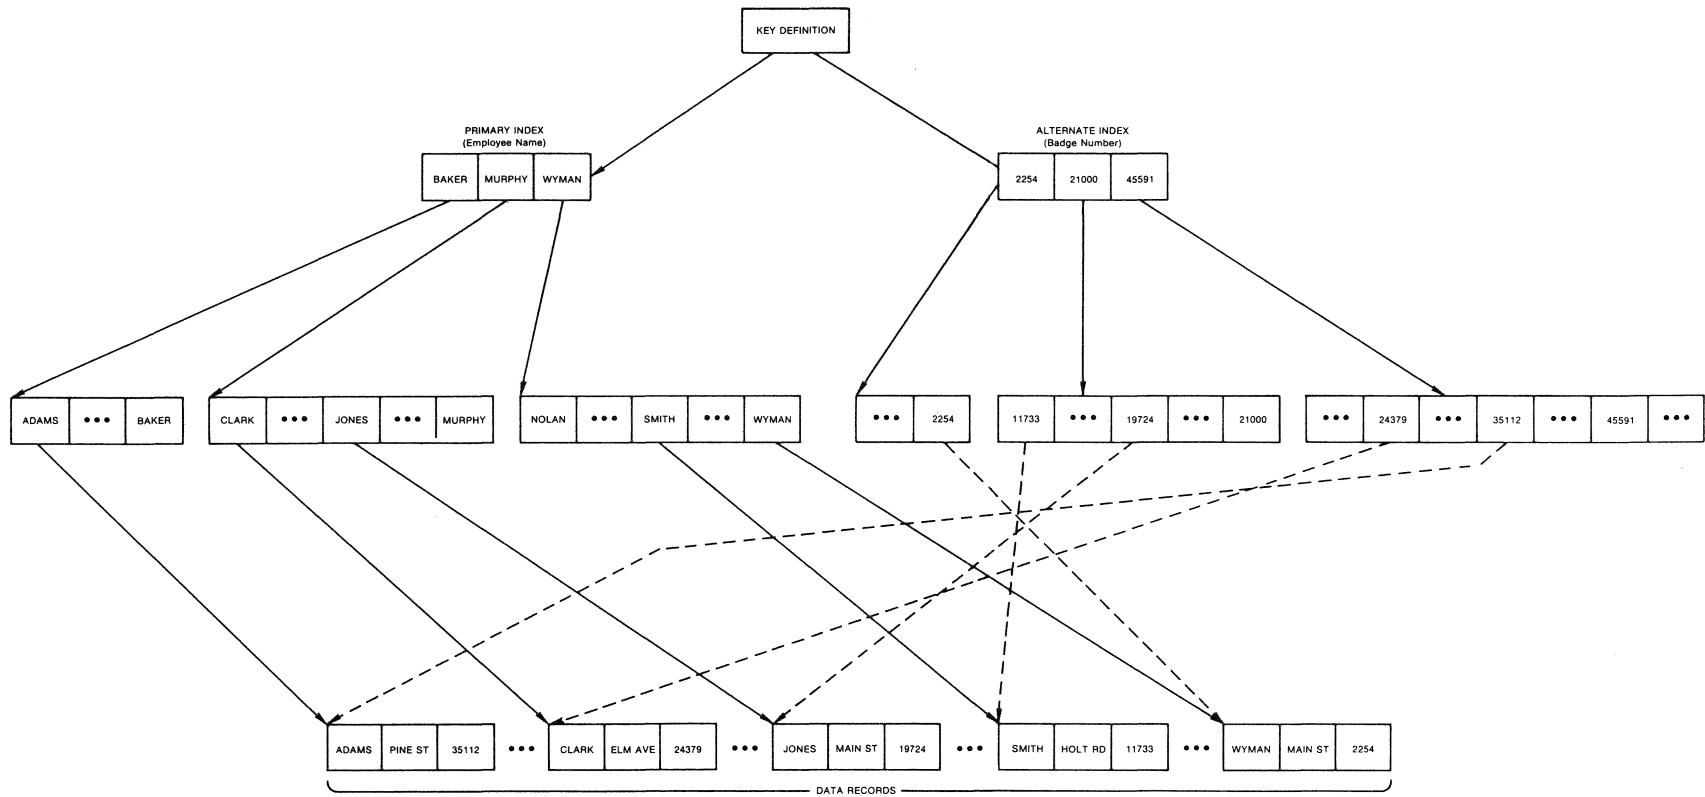 KEY DEFINITION
PRIMARY INDEX
(Employee Name)
ALTERNATE INDEX
(Badge Number)
BAKER MURPHY WYMAN
2254 21000 45591
ADAMS ••• BAKER
CLARK ••• JONES ••• MURPHY
NOLAN ••• SMITH ••• WYMAN
••• 2254
11733 ••• 19724 ••• 21000
••• 24379 ••• 35112 ••• 45591 •••
ADAMS PINE ST 35112 ••• CLARK ELM AVE 24379 ••• JONES MAIN ST 19724 ••• SMITH HOLT RD 11733 ••• WYMAN MAIN ST 2254
DATA RECORDS